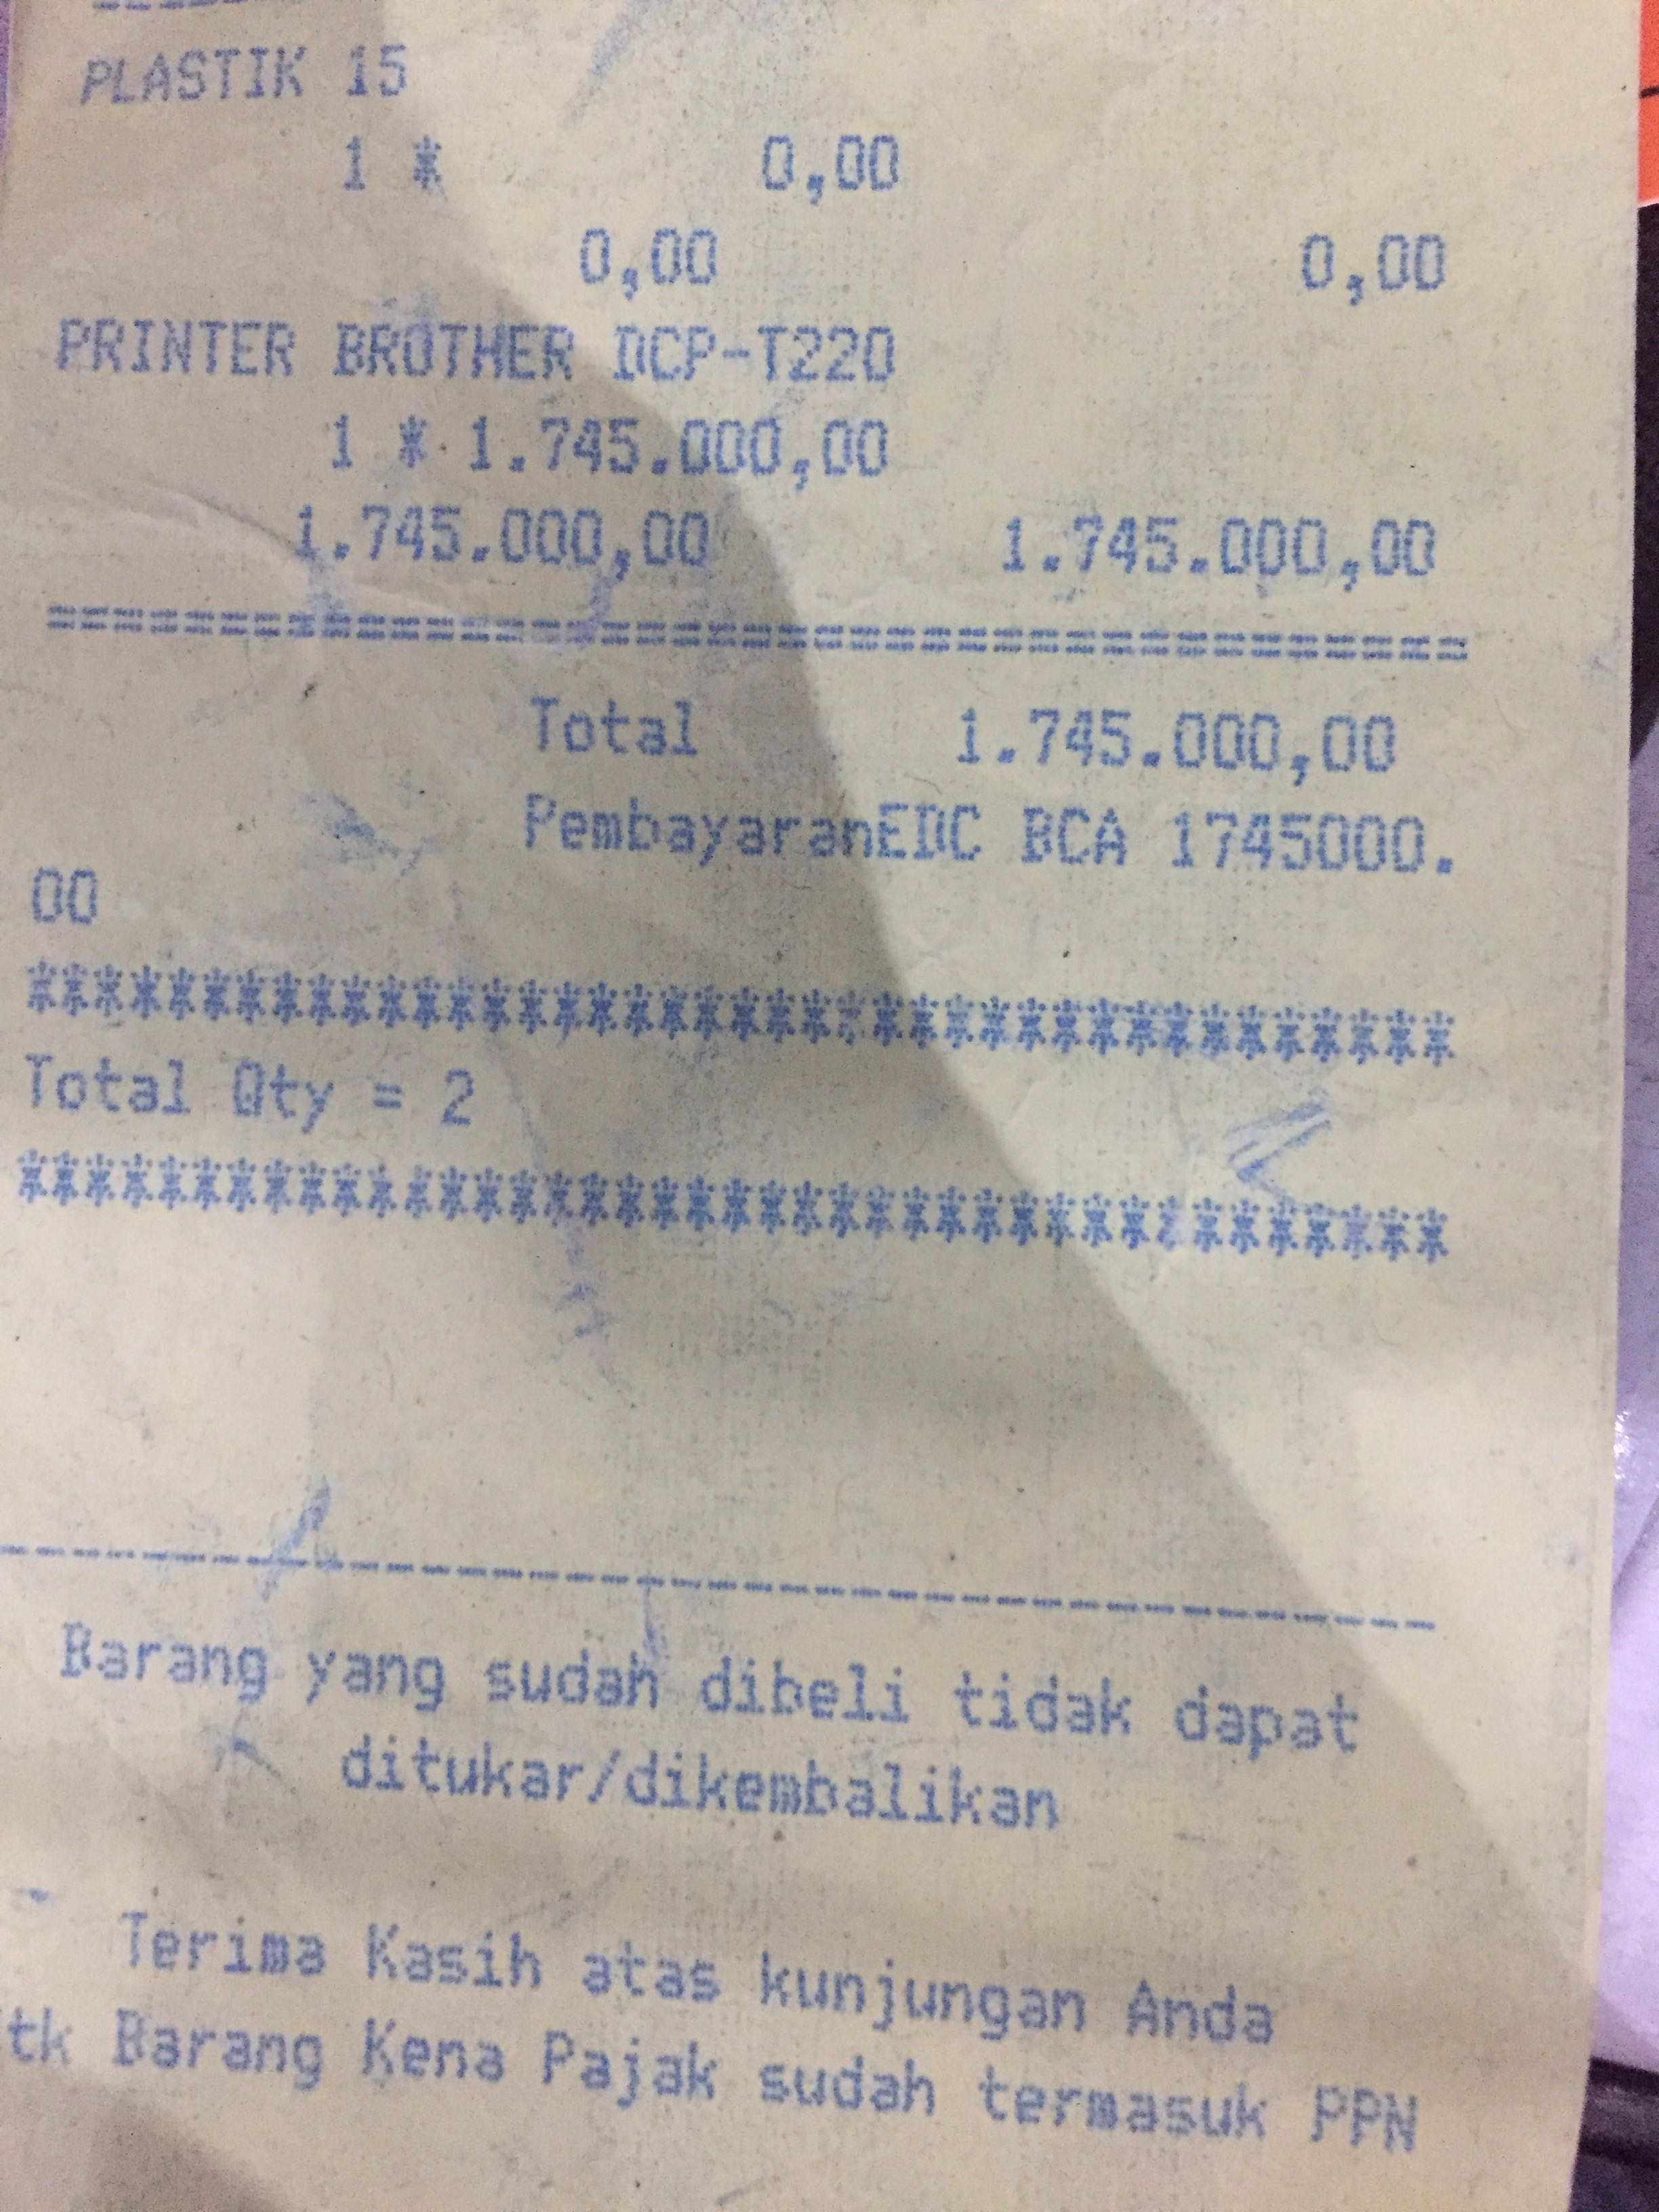 PLASTIK 15
1 * 0,00
0,00 0,00
PRINTER BROTHER DCP-T220
1 * 1.745.000,00
1.745.000,00 1.745.000,00
================================================
Total 1.745.000,00
PembayaranEDC BCA 1745000.
00
*****************************************
Total Qty = 2
*****************************************
-----------------------------------------
Barang yang sudah dibeli tidak dapat
ditukar/dikembalikan
Terima Kasih atas kunjungan Anda
tk Barang Kena Pajak sudah termasuk PPN